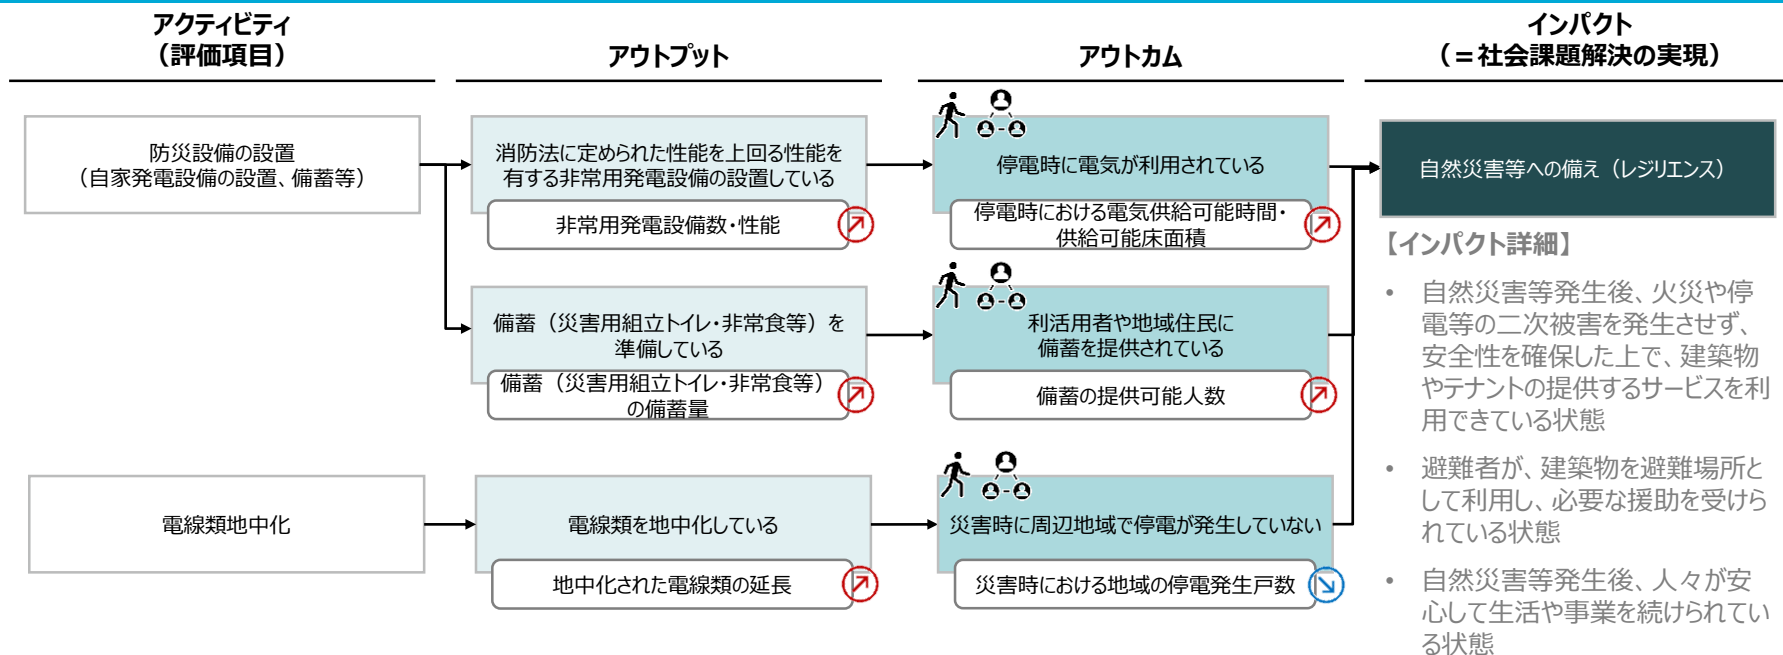 アクティビティ
（評価項目）
アウトプット
アウトカム
インパクト
（＝社会課題解決の実現）
防災設備の設置
（自家発電設備の設置、備蓄等）
消防法に定められた性能を上回る性能を
有する非常用発電設備の設置している
非常用発電設備数・性能
停電時に電気が利用されている
停電時における電気供給可能時間・
供給可能床面積
自然災害等への備え（レジリエンス）
備蓄（災害用組立トイレ・非常食等）を
準備している
備蓄（災害用組立トイレ・非常食等）
の備蓄量
利活用者や地域住民に
備蓄を提供されている
備蓄の提供可能人数
電線類地中化
電線類を地中化している
地中化された電線類の延長
災害時に周辺地域で停電が発生していない
災害時における地域の停電発生戸数
【インパクト詳細】
• 自然災害等発生後、火災や停
電等の二次被害を発生させず、
安全性を確保した上で、建築物
やテナントの提供するサービスを利
用できている状態
• 避難者が、建築物を避難場所と
して利用し、必要な援助を受けら
れている状態
• 自然災害等発生後、人々が安
心して生活や事業を続けられてい
る状態